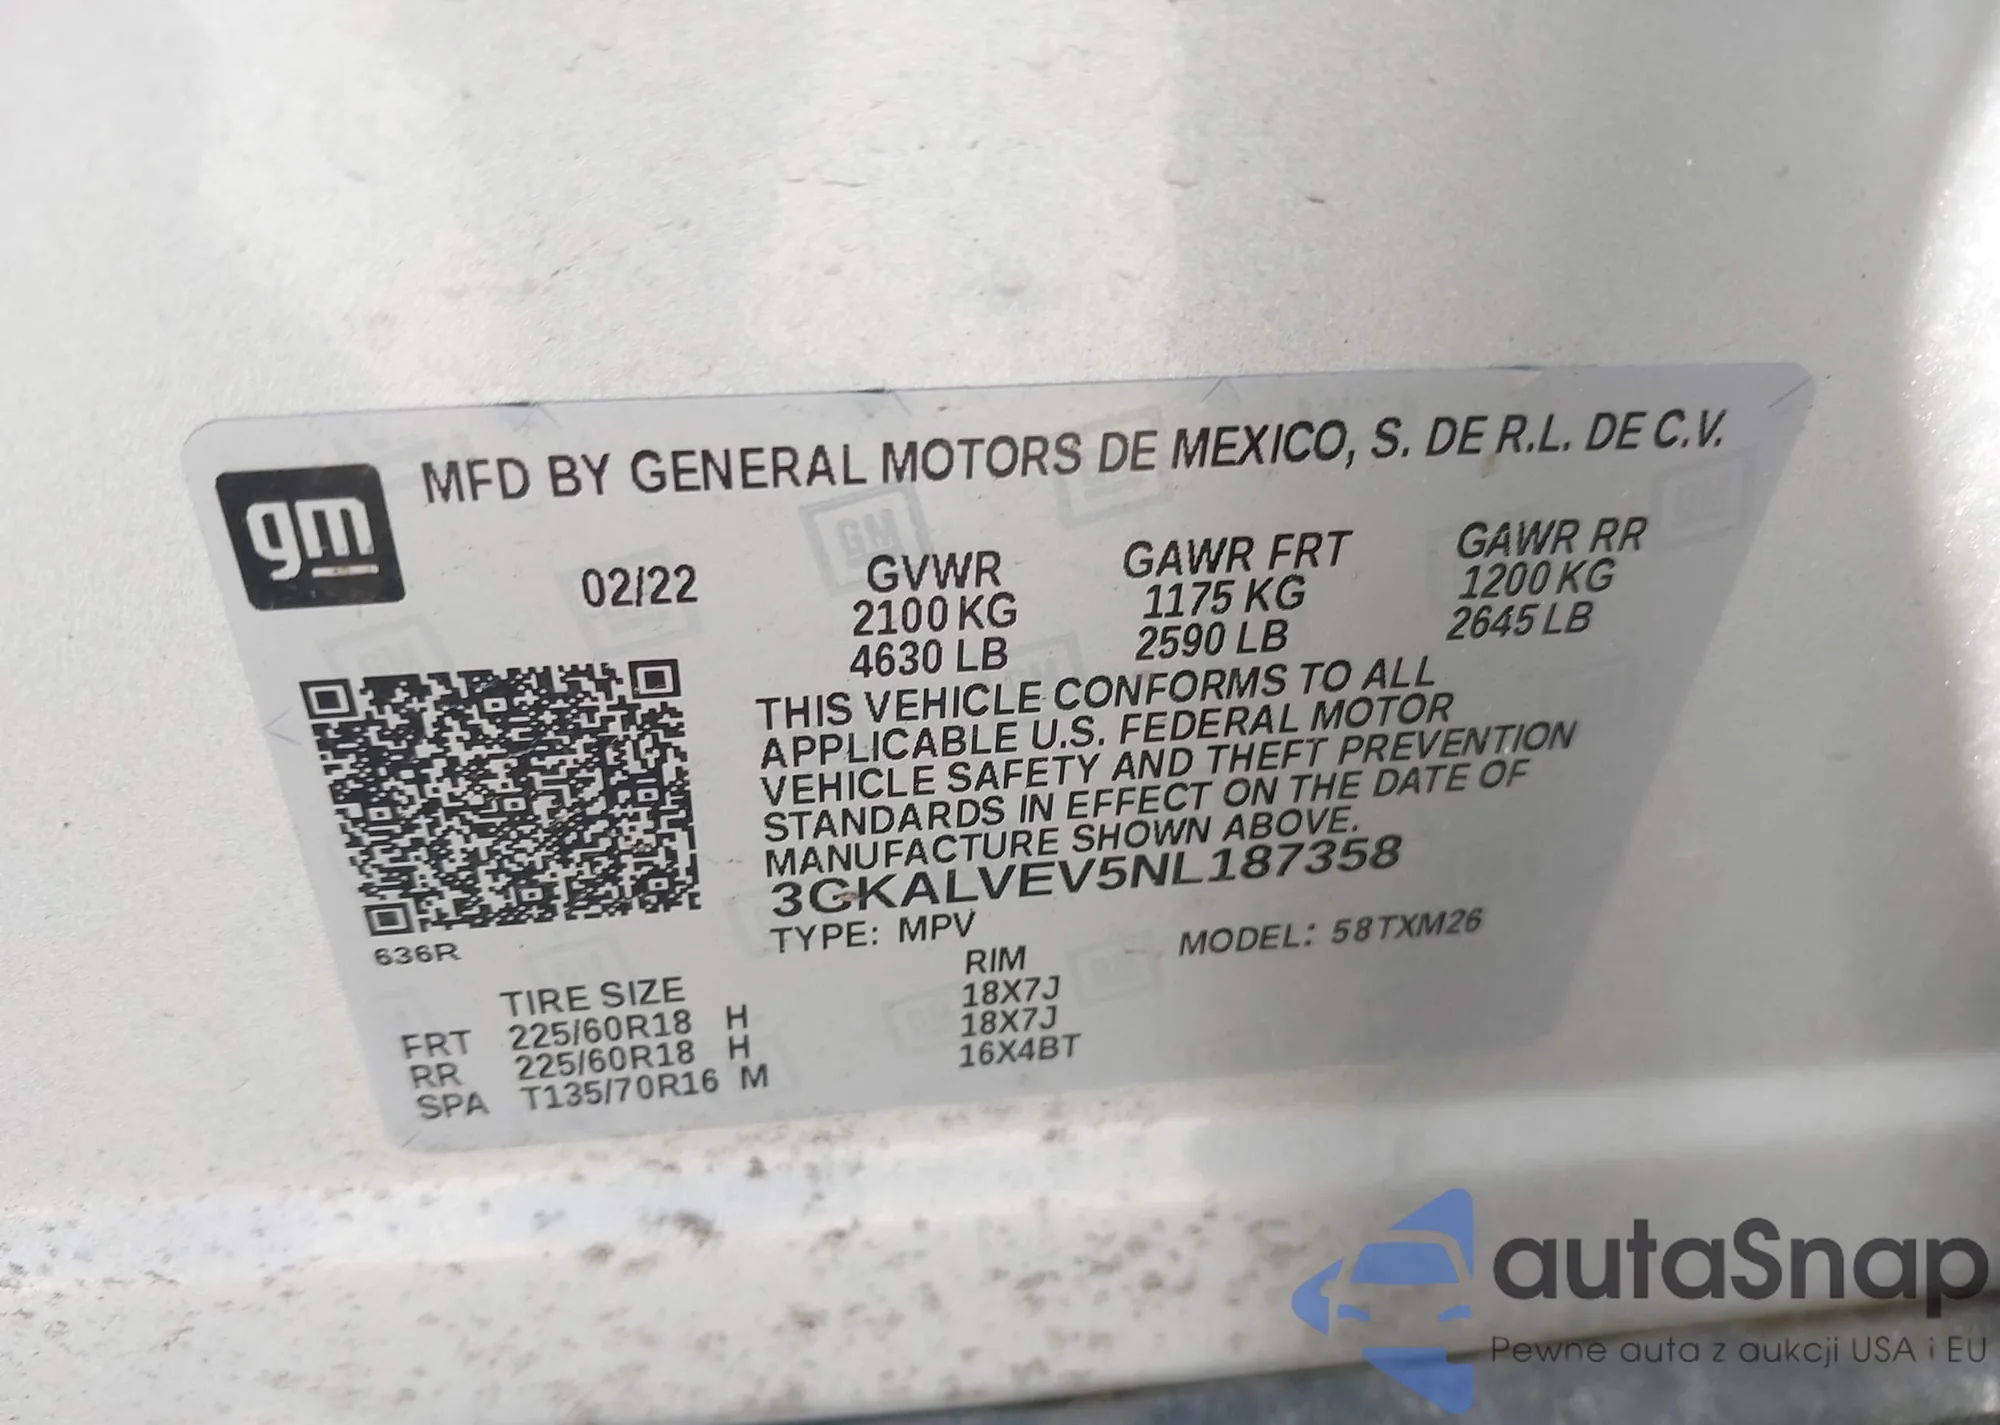 gm
MFD BY GENERAL MOTORS DE MEXICO, S. DE R.L. DE C.V.
02/22
GVWR
2100 KG
4630 LB
GAWR FRT
1175 KG
2590 LB
GAWR RR
1200 KG
2645 LB
THIS VEHICLE CONFORMS TO ALL
APPLICABLE U.S. FEDERAL MOTOR
VEHICLE SAFETY AND THEFT PREVENTION
STANDARDS IN EFFECT ON THE DATE OF
MANUFACTURE SHOWN ABOVE.
3GKALVEV5NL187358
TYPE: MPV
MODEL: 58TXM26
636R
TIRE SIZE
RIM
FRT 225/60R18 H 18X7J
RR 225/60R18 H 18X7J
SPA T135/70R16 M 16X4BT
autaSnap
Pewne auta z aukcji USA i EU